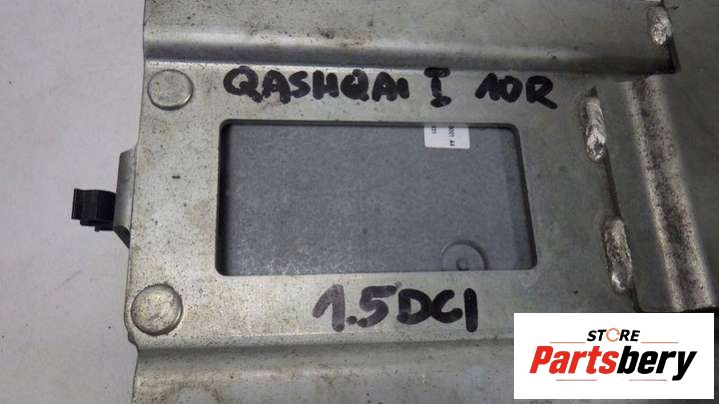 QASHQAI I 10R
1.5DCI
STORE
Partsbery